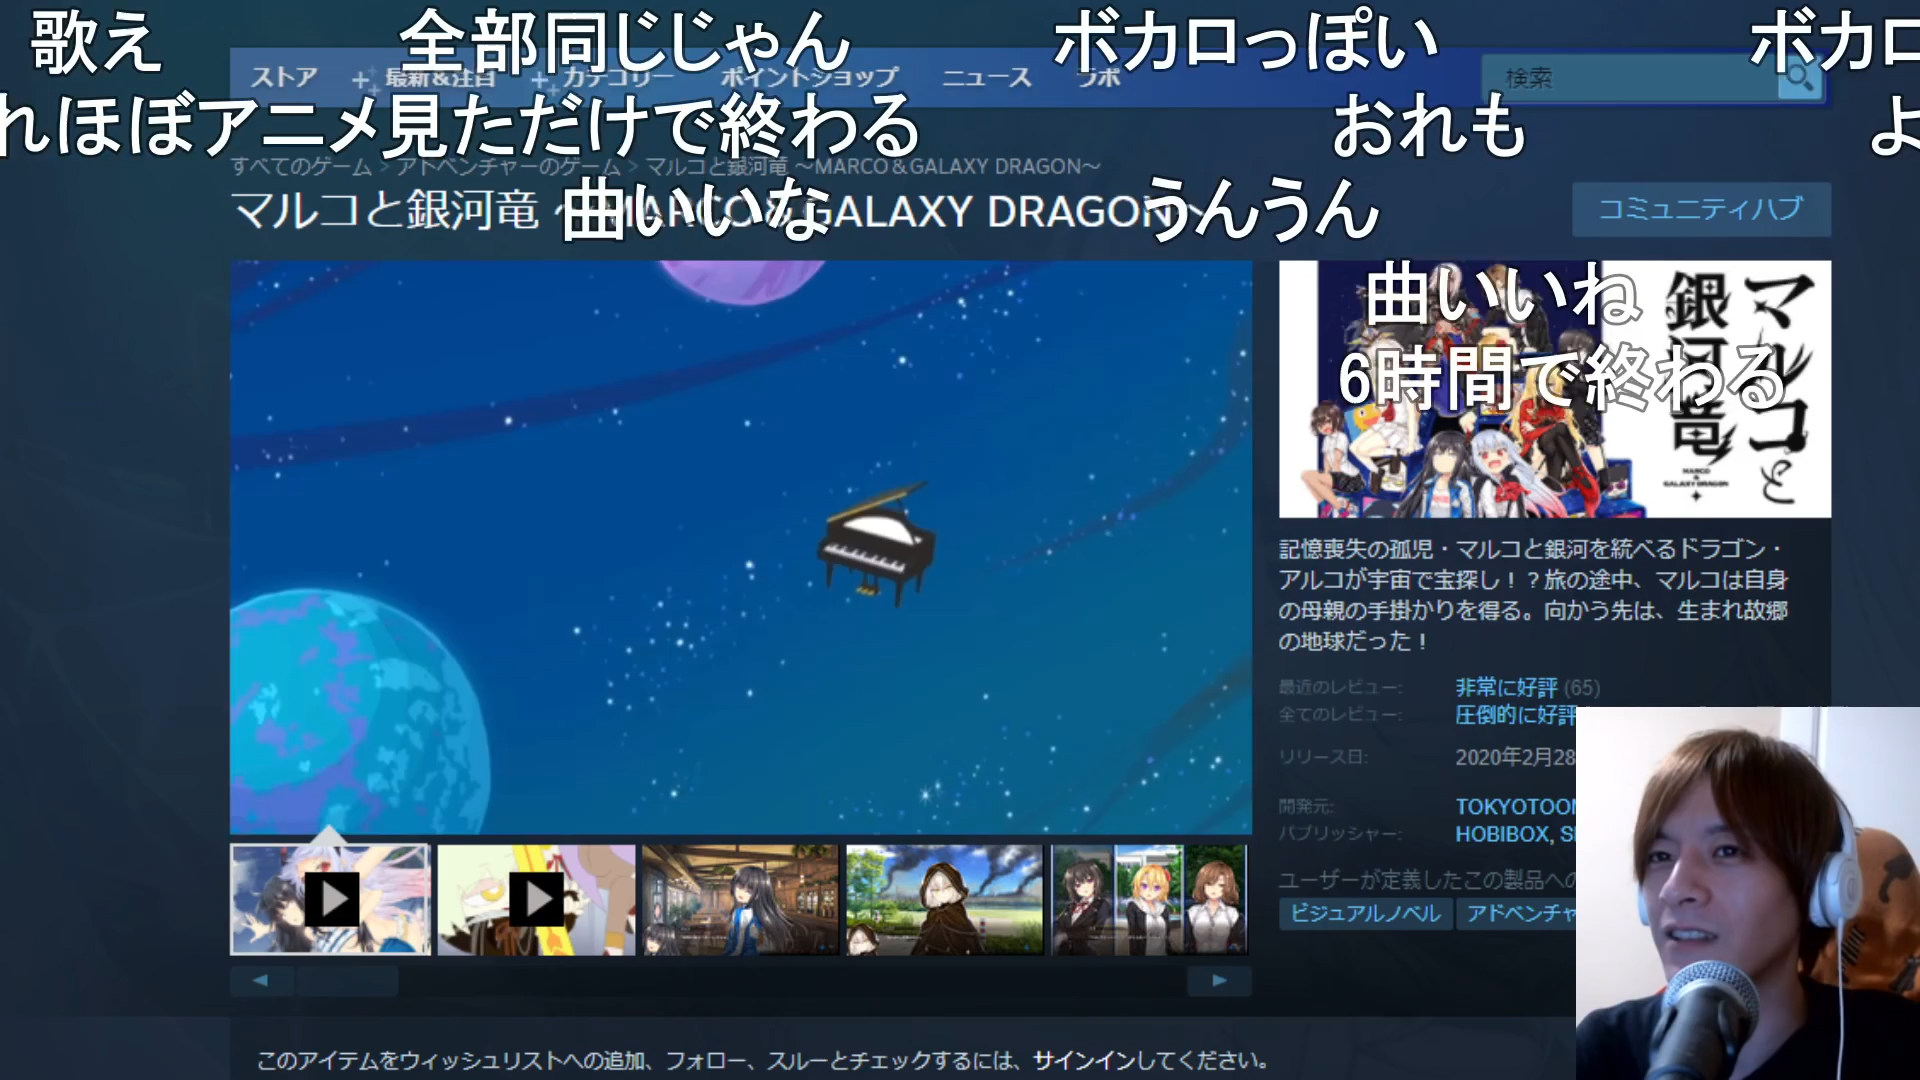 歌え
全部同じじゃん
ボカロっぽい
ボカロ
ストア
最新&注目
カテゴリー
ポイントショップ
ニュース
ラボ
検索
れほぼアニメ見ただけで終わる
おれも
よ
すべてのゲーム > アドベンチャーのゲーム > マルコと銀河竜 ～MARCO＆GALAXY DRAGON～
マルコと銀河竜 ～MARCO＆GALAXY DRAGON～
曲いいな
うんうん
コミュニティハブ
曲いいね
6時間で終わる
マルコと
銀河竜
MARCO
&
GALAXY DRAGON
記憶喪失の孤児・マルコと銀河を統べるドラゴン・
アルコが宇宙で宝探し！？旅の途中、マルコは自身
の母親の手掛かりを得る。向かう先は、生まれ故郷
の地球だった！
最近のレビュー: 非常に好評 (65)
全てのレビュー: 圧倒的に好評
リリース日: 2020年2月28
開発元: TOKYOTOON
パブリッシャー: HOBIBOX, S
ユーザーが定義したこの製品への
ビジュアルノベル
アドベンチャ
このアイテムをウィッシュリストへの追加、フォロー、スルーとチェックするには、サインインしてください。